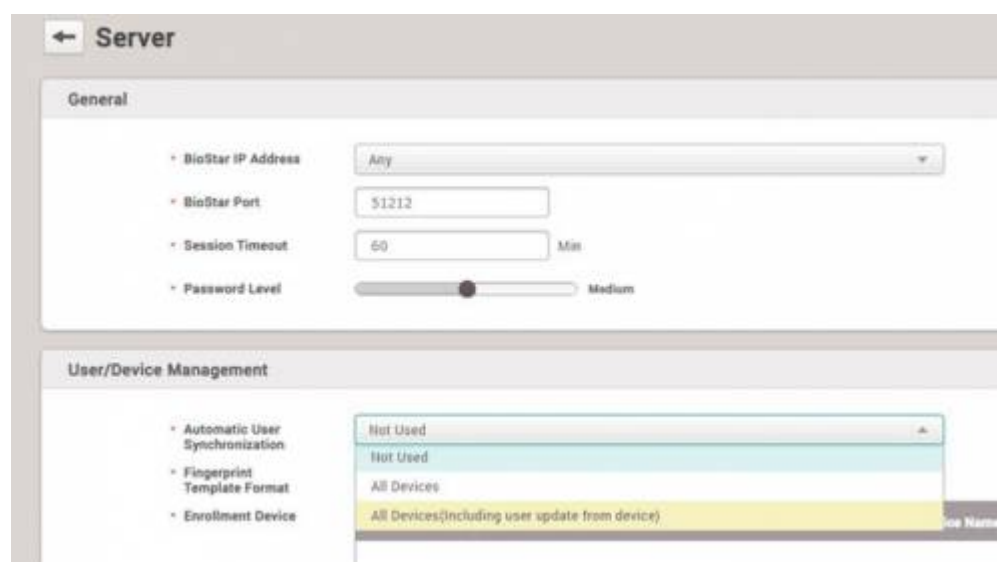 Server
General
BioStar IP Address
Any
BioStar Port
51212
Session Timeout
60
Min
Password Level
Medium
User/Device Management
Automatic User
Synchronization
Not Used
Not Used
Fingerprint
Template Format
All Devices
Enrollment Device
All Devices(Including user update from device)
Name